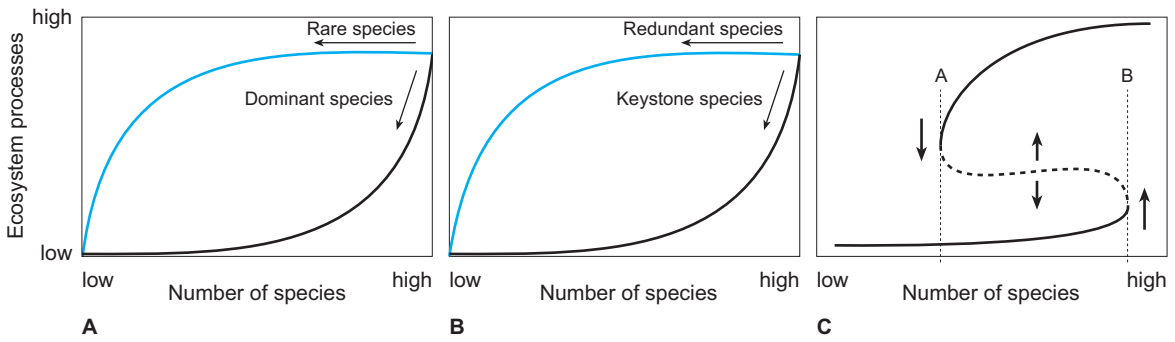 Ecosystem processes
high
low
Rare species
Dominant species
low
high
Number of species
A
Redundant species
Keystone species
low
high
Number of species
B
A
B
low
high
Number of species
C